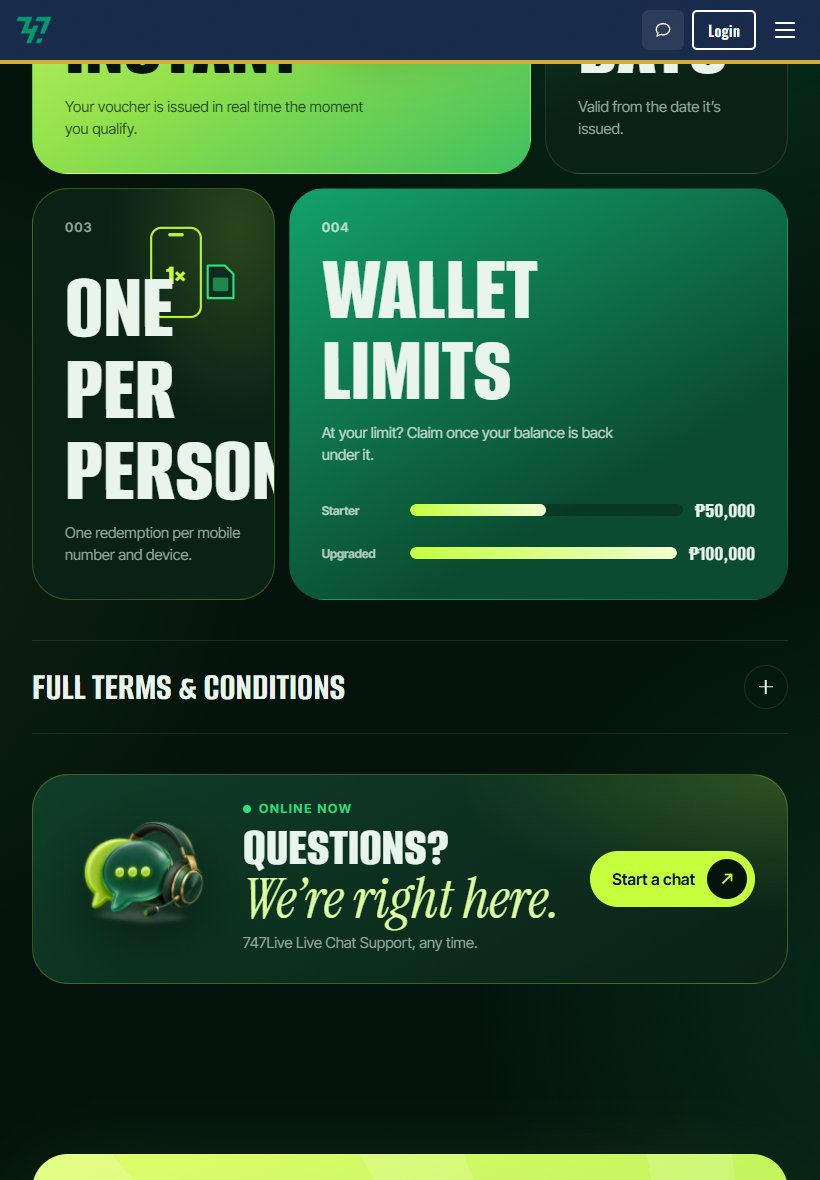 Login
Your voucher is issued in real time the moment
you qualify.
Valid from the date it’s
issued.
003
1×
ONE
PER
PERSON
One redemption per mobile
number and device.
004
WALLET
LIMITS
At your limit? Claim once your balance is back
under it.
Starter ₱50,000
Upgraded ₱100,000
FULL TERMS & CONDITIONS
ONLINE NOW
QUESTIONS?
We’re right here.
747Live Live Chat Support, any time.
Start a chat